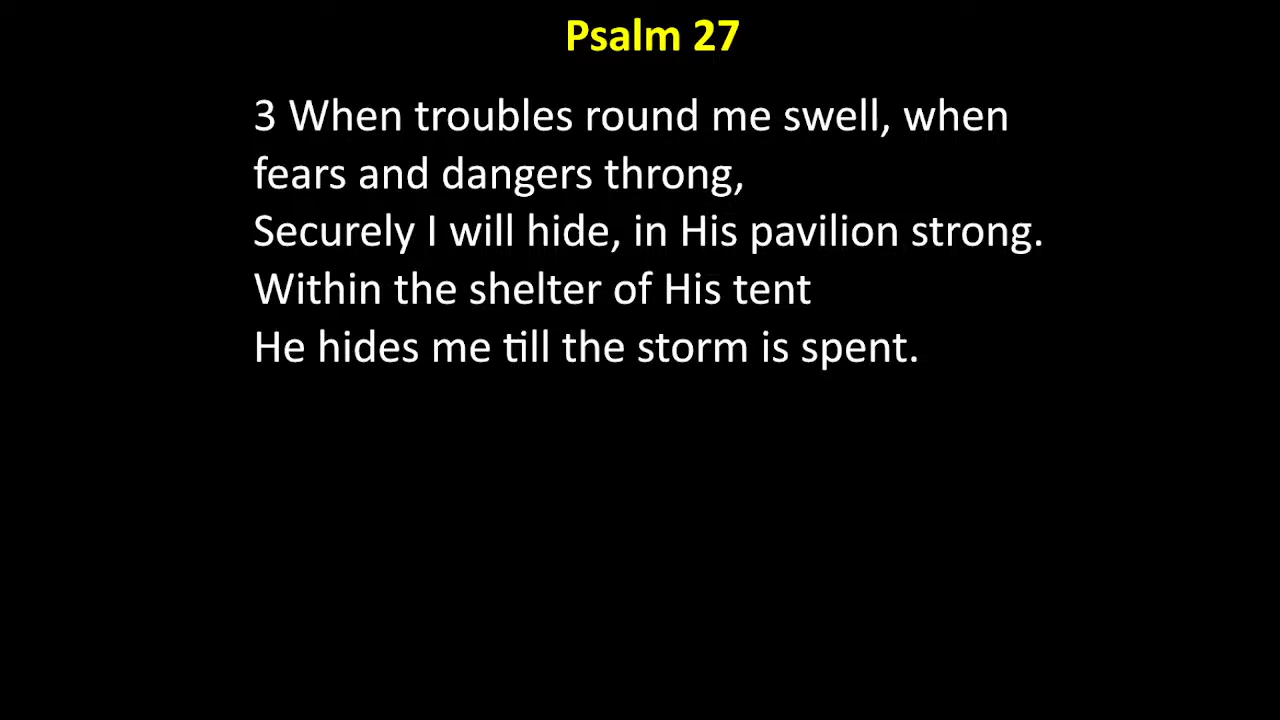 Psalm 27
3 When troubles round me swell, when
fears and dangers throng,
Securely I will hide, in His pavilion strong.
Within the shelter of His tent
He hides me till the storm is spent.